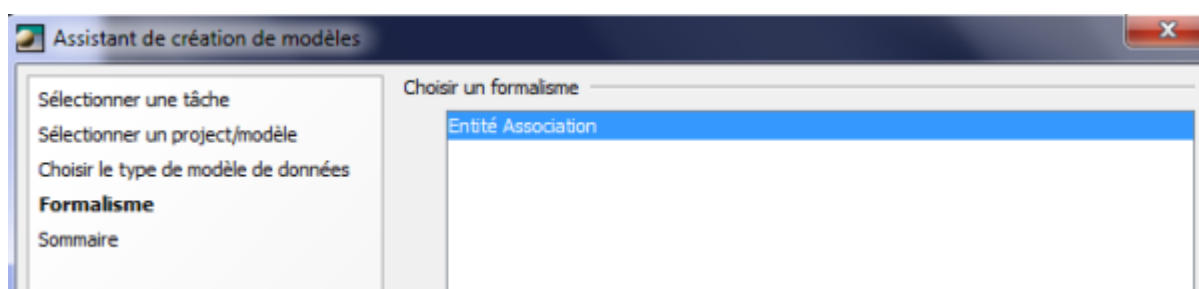 Assistant de création de modèles
Sélectionner une tâche
Sélectionner un project/modèle
Choisir le type de modèle de données
Formalisme
Sommaire
Choisir un formalisme
Entité Association